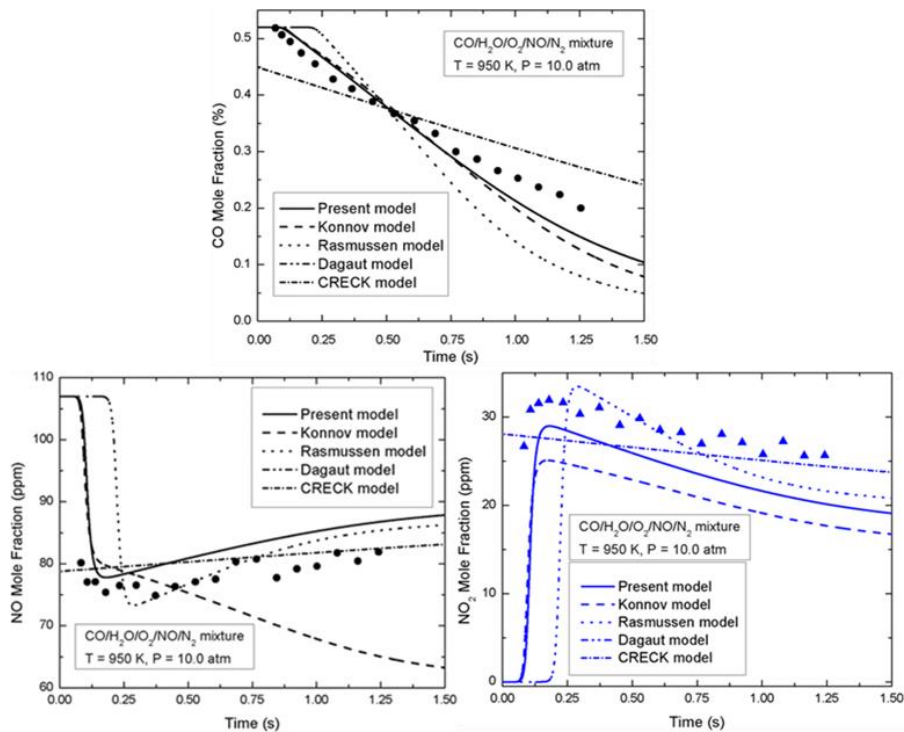 CO/H₂O/O₂/NO/N₂ mixture
T = 950 K, P = 10.0 atm
0.5
0.4
0.3
0.2
0.1
0.0
CO Mole Fraction (%)
Present model
Konnov model
Rasmussen model
Dagaut model
CRECK model
0.00 0.25 0.50 0.75 1.00 1.25 1.50
Time (s)
110
100
90
80
70
60
NO Mole Fraction (ppm)
Present model
Konnov model
Rasmussen model
Dagaut model
CRECK model
CO/H₂O/O₂/NO/N₂ mixture
T = 950 K, P = 10.0 atm
0.00 0.25 0.50 0.75 1.00 1.25 1.50
Time (s)
30
20
10
0
NO₂ Mole Fraction (ppm)
CO/H₂O/O₂/NO/N₂ mixture
T = 950 K, P = 10.0 atm
Present model
Konnov model
Rasmussen model
Dagaut model
CRECK model
0.00 0.25 0.50 0.75 1.00 1.25 1.50
Time (s)